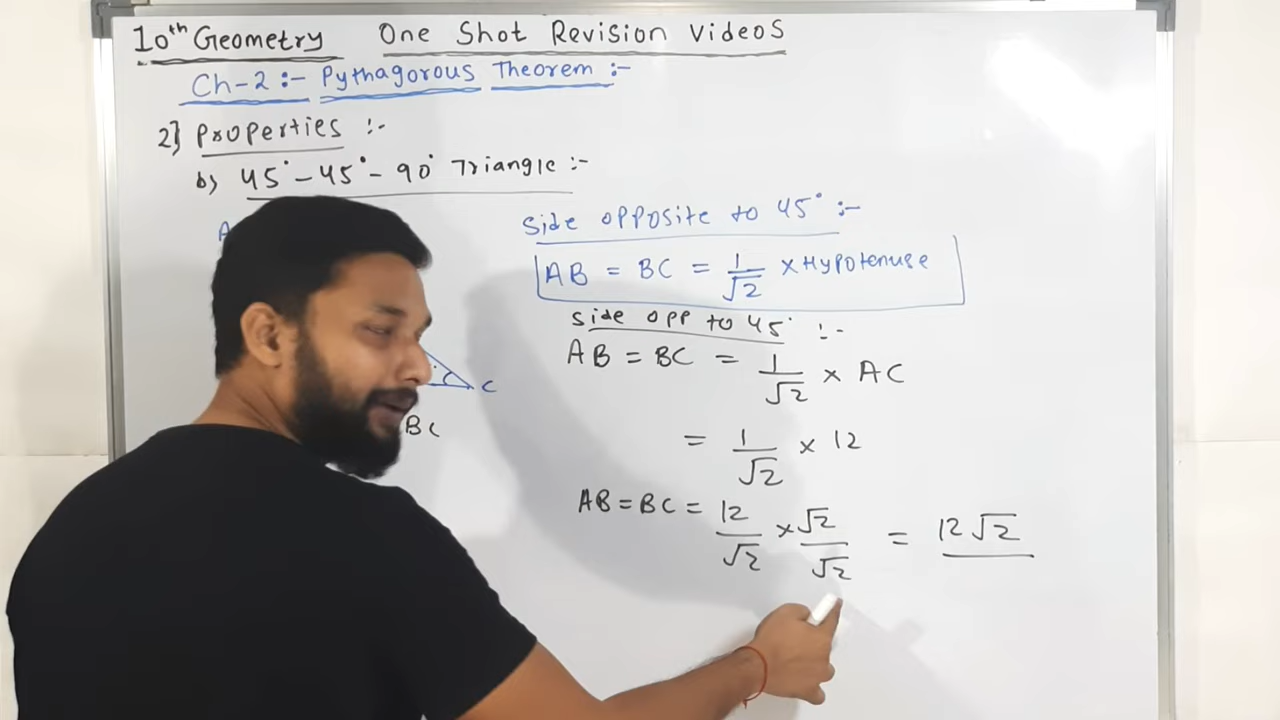 10th Geometry One Shot Revision Videos
Ch-2 :- Pythagorous Theorem :-
2] Properties :-
b) 45° - 45° - 90° Triangle :-
A
C
BC
Side opposite to 45° :-
AB = BC = 1/√2 × Hypotenuse
Side opp to 45° :-
AB = BC = 1/√2 × AC
= 1/√2 × 12
AB = BC = 12/√2 × √2/√2 = 12√2